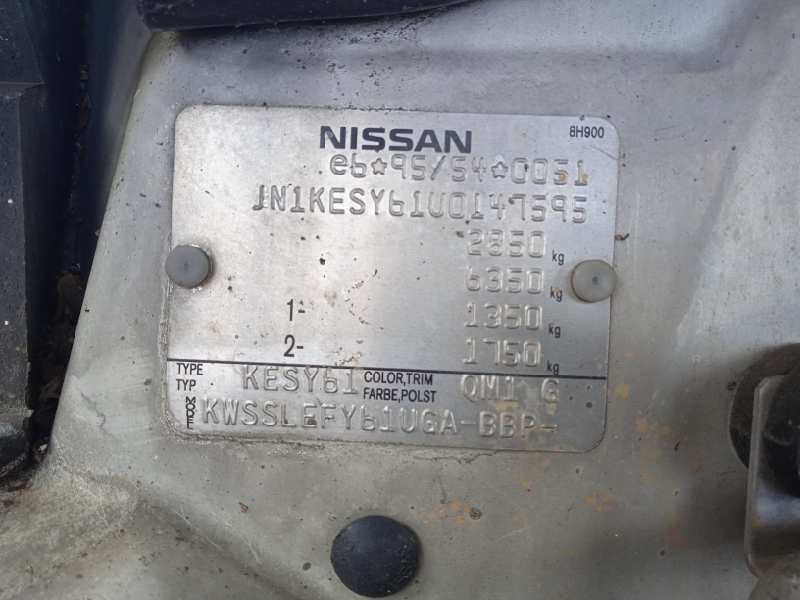 NISSAN 8H900
e6*95/54*0051
JN1KESY61U0147595
2850 kg
6350 kg
1- 1350 kg
2- 1750 kg
TYPE TYP KESY61 COLOR,TRIM FARBE,POLST QM1 G
KWSSLEFY61UGA-BBP-